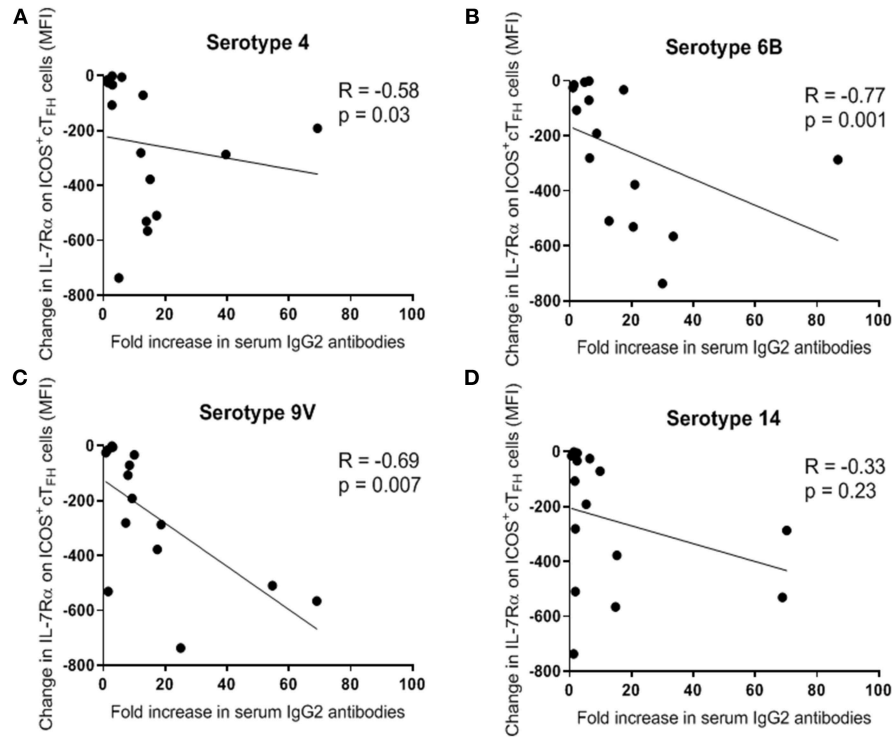 A
Serotype 4
Change in IL-7Rα on ICOS⁺cT_FH cells (MFI)
R = -0.58
p = 0.03
0
-200
-400
-600
-800
0 20 40 60 80 100
Fold increase in serum IgG2 antibodies
B
Serotype 6B
Change in IL-7Rα on ICOS⁺cT_FH cells (MFI)
R = -0.77
p = 0.001
0
-200
-400
-600
-800
0 20 40 60 80 100
Fold increase in serum IgG2 antibodies
C
Serotype 9V
Change in IL-7Rα on ICOS⁺cT_FH cells (MFI)
R = -0.69
p = 0.007
0
-200
-400
-600
-800
0 20 40 60 80 100
Fold increase in serum IgG2 antibodies
D
Serotype 14
Change in IL-7Rα on ICOS⁺cT_FH cells (MFI)
R = -0.33
p = 0.23
0
-200
-400
-600
-800
0 20 40 60 80 100
Fold increase in serum IgG2 antibodies